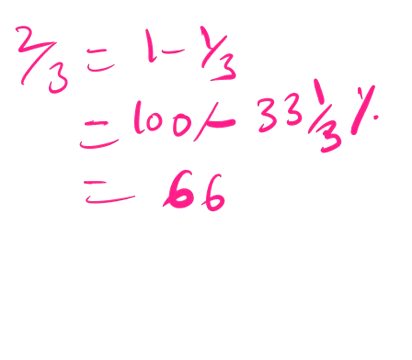 2/3 = 1 - 1/3
= 100 - 33 1/3 %
= 66